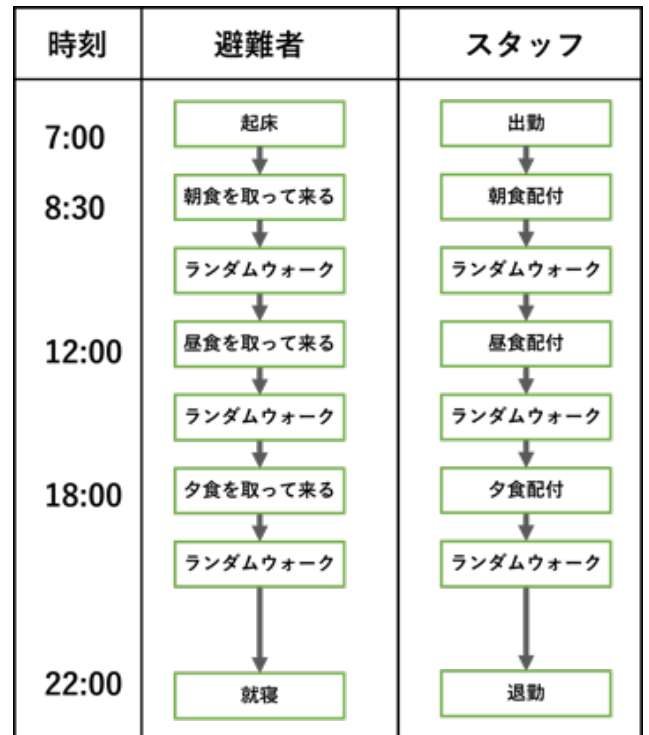 時刻 避難者 スタッフ
7:00 起床 出勤
8:30 朝食を取って来る 朝食配付
ランダムウォーク ランダムウォーク
12:00 昼食を取って来る 昼食配付
ランダムウォーク ランダムウォーク
18:00 夕食を取って来る 夕食配付
ランダムウォーク ランダムウォーク
22:00 就寝 退勤